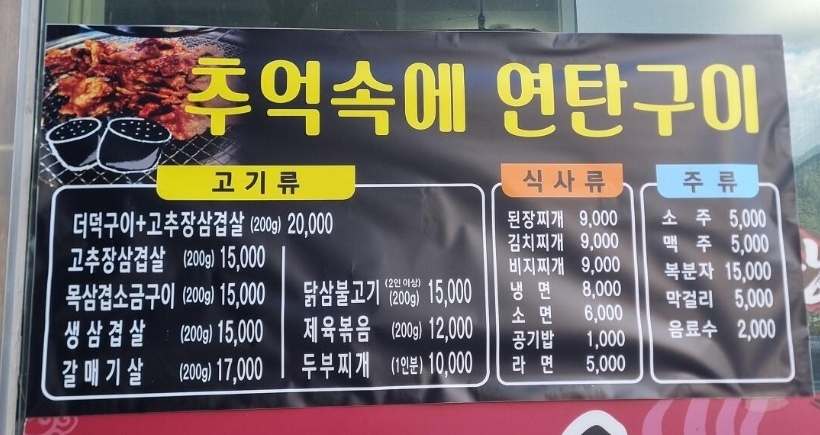 추억속에 연탄구이
고기류
더덕구이+고추장삼겹살 (200g) 20,000
고추장삼겹살 (200g) 15,000
목삼겹소금구이 (200g) 15,000
생삼겹살 (200g) 15,000
갈매기살 (200g) 17,000
닭삼불고기 (2인 이상) (200g) 15,000
제육볶음 (200g) 12,000
두부찌개 (1인분) 10,000
식사류
된장찌개 9,000
김치찌개 9,000
비지찌개 9,000
냉면 8,000
소면 6,000
공기밥 1,000
라면 5,000
주류
소주 5,000
맥주 5,000
복분자 15,000
막걸리 5,000
음료수 2,000